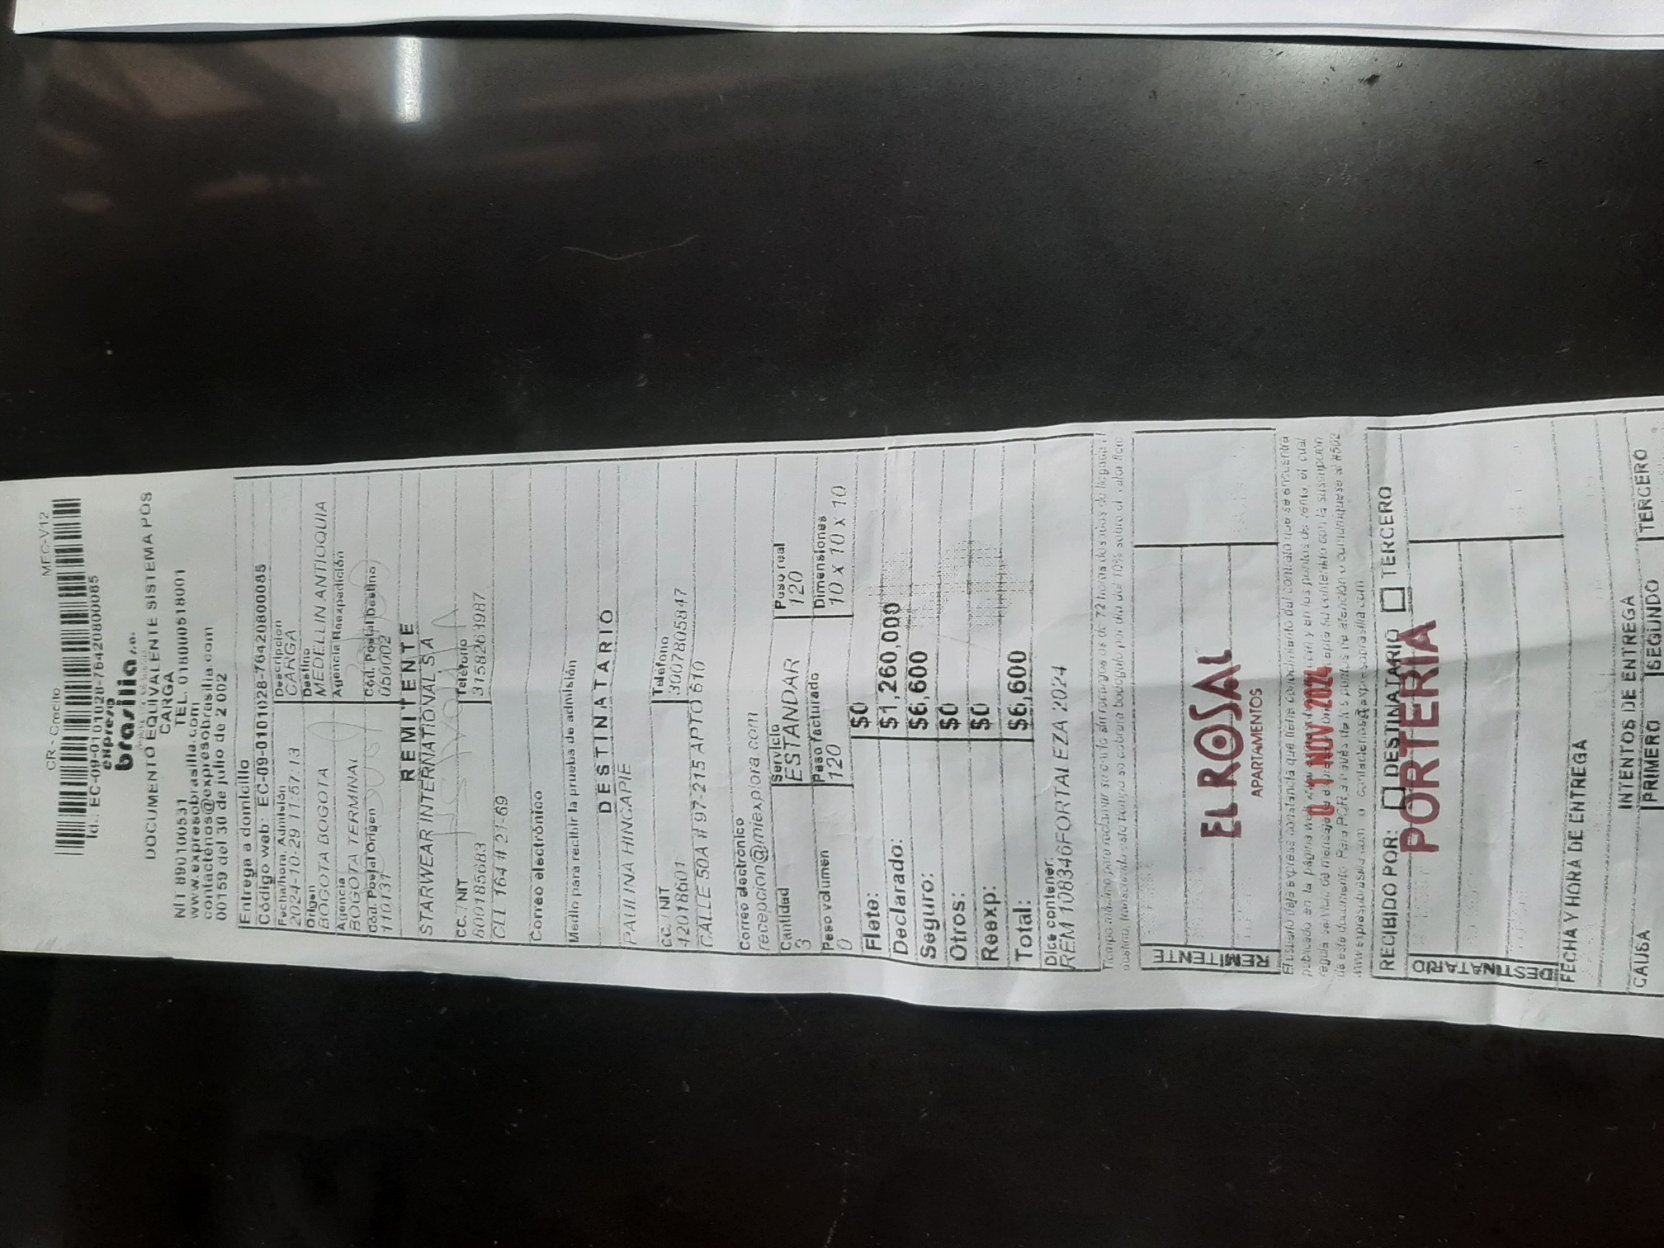 CR - Credito MFC-V12
Id.: EC-09-0101028-7642080008​5
expreso
brasilia s.a.
DOCUMENTO EQUIVALENTE SISTEMA POS
CARGA
NIT 890100531 TEL. 018000518001
www.expresobrasilia.com
contactenos@expresobrasilia.com
00159 del 30 de julio de 2002
Entrega a domicilio
Código web: EC-09-0101028-7642080008​5
Fecha/hora. Admisión Descripcion
2024-10-29 11:57:13 CARGA
Origen Destino
BOGOTA BOGOTA MEDELLIN ANTIOQUIA
Agencia Agencia Reexpedición
BOGOTA TERMINAL
Cód. Postal Origen Cód. Postal Destino
110131 050002
REMITENTE
STARWEAR INTERNATIONAL S.A
CC. / NIT Teléfono
800185683 3158263987
CLL 164 # 21-69
Correo electrónico
Medio para recibir la prueba de admisión
DESTINATARIO
PAULINA HINCAPIE
CC. / NIT Teléfono
42018601 3007805847
CALLE 50A # 97-215 APTO 610
Correo electrónico
recepcion@miexplora.com
Cantidad Servicio Peso real
3 ESTANDAR 120
Peso volumen Peso facturado Dimensiones
0 120 10 x 10 x 10
Flete: $0
Declarado: $1,260,000
Seguro: $6,600
Otros: $0
Reexp: $0
Total: $6,600
Dice contener:
REM 108346FORTALEZA 2024
REMITENTE
EL ROSAL
APARTAMENTOS
01 NOV 2024
RECIBIDO POR: DESTINATARIO TERCERO
PORTERIA
DESTINATARIO
FECHA Y HORA DE ENTREGA
INTENTOS DE ENTREGA
CAUSA PRIMERO SEGUNDO TERCERO